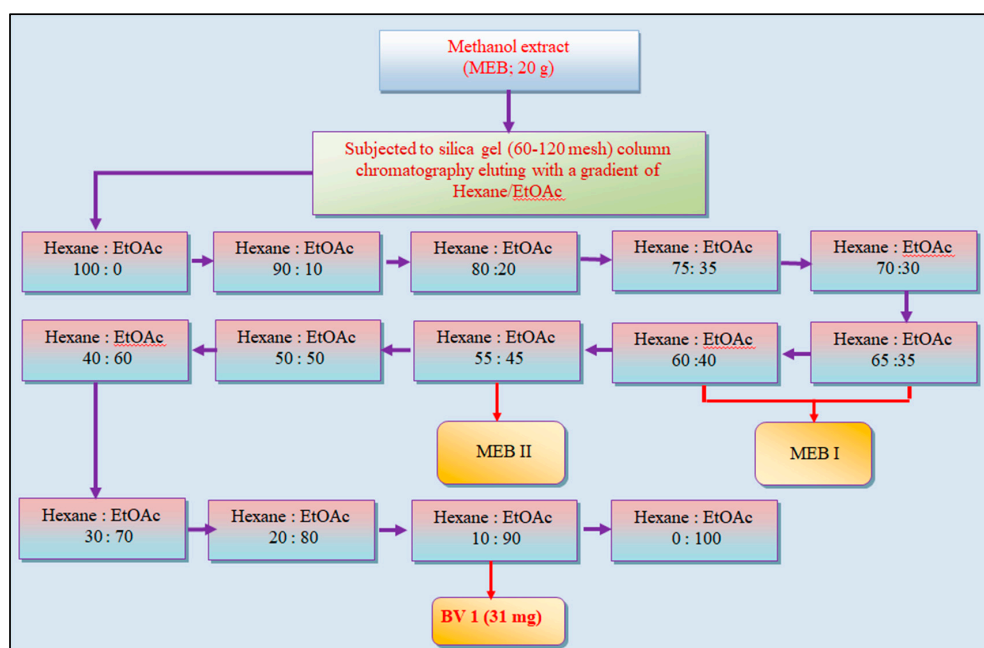 Methanol extract
(MEB; 20 g)
Subjected to silica gel (60-120 mesh) column
chromatography eluting with a gradient of
Hexane/EtOAc
Hexane : EtOAc
100 : 0
Hexane : EtOAc
90 : 10
Hexane : EtOAc
80 :20
Hexane : EtOAc
75: 35
Hexane : EtOAc
70 :30
Hexane : EtOAc
40 : 60
Hexane : EtOAc
50 : 50
Hexane : EtOAc
55 : 45
Hexane : EtOAc
60 :40
Hexane : EtOAc
65 :35
MEB II
MEB I
Hexane : EtOAc
30 : 70
Hexane : EtOAc
20 : 80
Hexane : EtOAc
10 : 90
Hexane : EtOAc
0 : 100
BV 1 (31 mg)